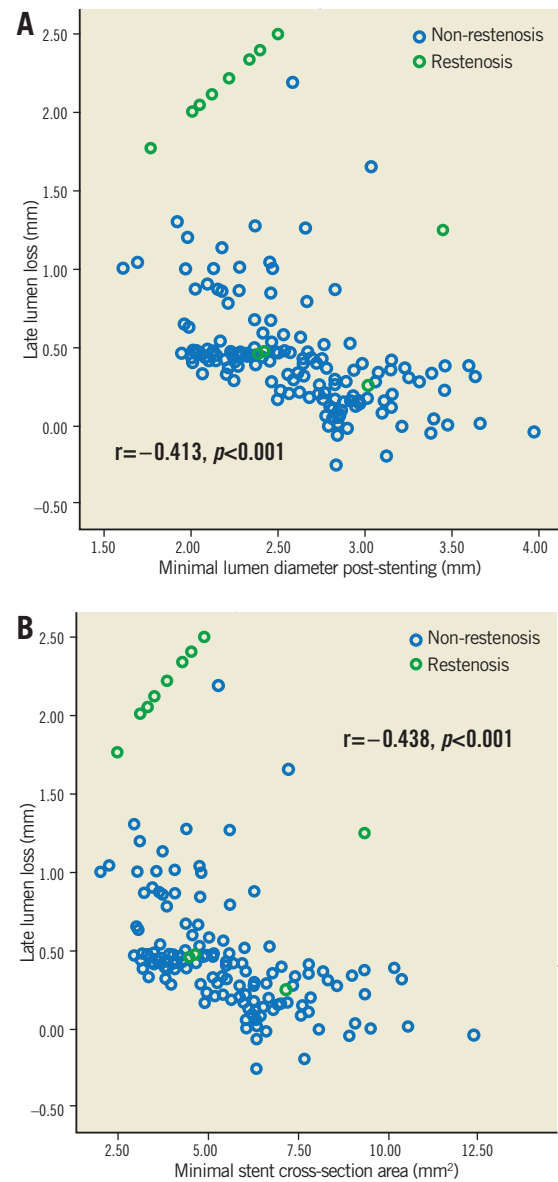 A
2.50
2.00
1.50
1.00
0.50
0.00
−0.50
Late lumen loss (mm)
Non-restenosis
Restenosis
r=−0.413, p<0.001
1.50 2.00 2.50 3.00 3.50 4.00
Minimal lumen diameter post-stenting (mm)
B
2.50
2.00
1.50
1.00
0.50
0.00
−0.50
Late lumen loss (mm)
Non-restenosis
Restenosis
r=−0.438, p<0.001
2.50 5.00 7.50 10.00 12.50
Minimal stent cross-section area (mm²)